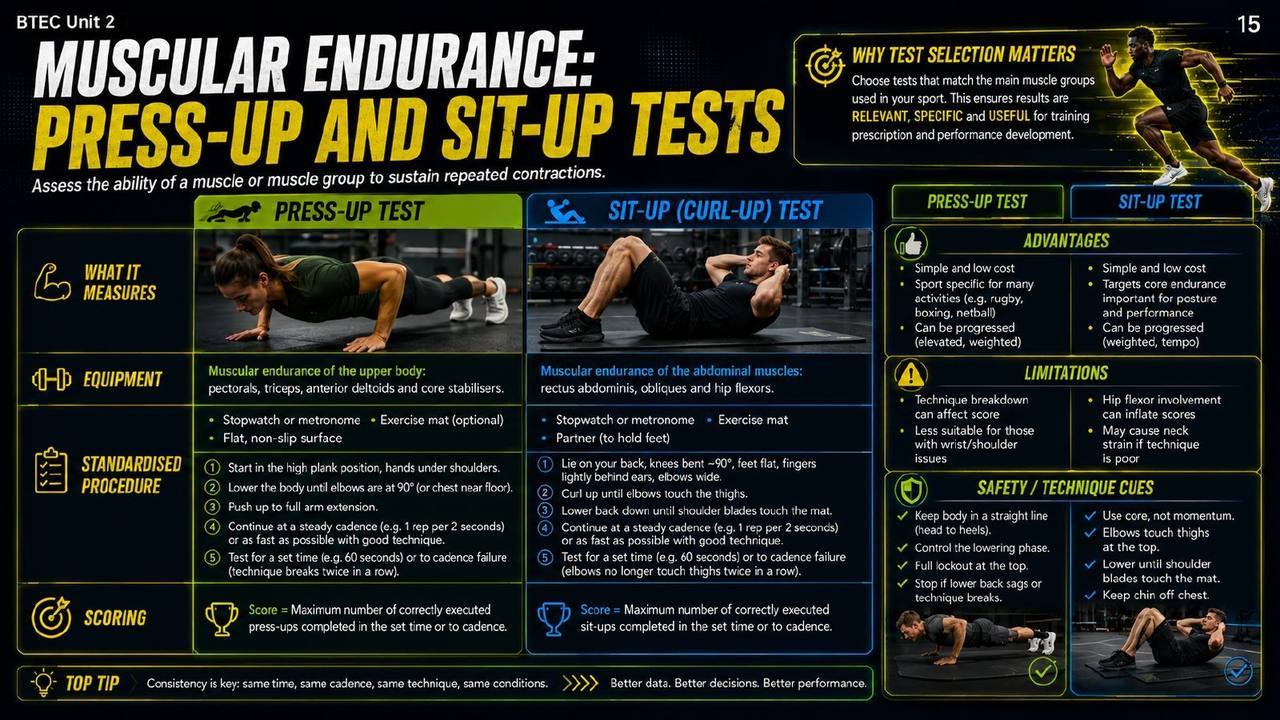 BTEC Unit 2
15
MUSCULAR ENDURANCE:
PRESS-UP AND SIT-UP TESTS
Assess the ability of a muscle or muscle group to sustain repeated contractions.
WHY TEST SELECTION MATTERS
Choose tests that match the main muscle groups
used in your sport. This ensures results are
RELEVANT, SPECIFIC and USEFUL for training
prescription and performance development.
PRESS-UP TEST
SIT-UP (CURL-UP) TEST
WHAT IT
MEASURES
EQUIPMENT
Muscular endurance of the upper body:
pectorals, triceps, anterior deltoids and core stabilisers.
Muscular endurance of the abdominal muscles:
rectus abdominis, obliques and hip flexors.
STANDARDISED
PROCEDURE
• Stopwatch or metronome • Exercise mat (optional)
• Flat, non-slip surface
• Stopwatch or metronome • Exercise mat
• Partner (to hold feet)
1 Start in the high plank position, hands under shoulders.
2 Lower the body until elbows are at 90° (or chest near floor).
3 Push up to full arm extension.
4 Continue at a steady cadence (e.g. 1 rep per 2 seconds)
or as fast as possible with good technique.
5 Test for a set time (e.g. 60 seconds) or to cadence failure
(technique breaks twice in a row).
1 Lie on your back, knees bent ~90°, feet flat, fingers
lightly behind ears, elbows wide.
2 Curl up until elbows touch the thighs.
3 Lower back down until shoulder blades touch the mat.
4 Continue at a steady cadence (e.g. 1 rep per 2 seconds)
or as fast as possible with good technique.
5 Test for a set time (e.g. 60 seconds) or to cadence failure
(elbows no longer touch thighs twice in a row).
SCORING
Score = Maximum number of correctly executed
press-ups completed in the set time or to cadence.
Score = Maximum number of correctly executed
sit-ups completed in the set time or to cadence.
TOP TIP
Consistency is key: same time, same cadence, same technique, same conditions.
Better data. Better decisions. Better performance.
PRESS-UP TEST
SIT-UP TEST
ADVANTAGES
• Simple and low cost
• Sport specific for many
activities (e.g. rugby,
boxing, netball)
• Can be progressed
(elevated, weighted)
• Simple and low cost
• Targets core endurance
important for posture
and performance
• Can be progressed
(weighted, tempo)
LIMITATIONS
• Technique breakdown
can affect score
• Less suitable for those
with wrist/shoulder
issues
• Hip flexor involvement
can inflate scores
• May cause neck
strain if technique
is poor
SAFETY / TECHNIQUE CUES
✓ Keep body in a straight line
(head to heels).
✓ Control the lowering phase.
✓ Full lockout at the top.
✓ Stop if lower back sags or
technique breaks.
✓ Use core, not momentum.
✓ Elbows touch thighs
at the top.
✓ Lower until shoulder
blades touch the mat.
✓ Keep chin off chest.